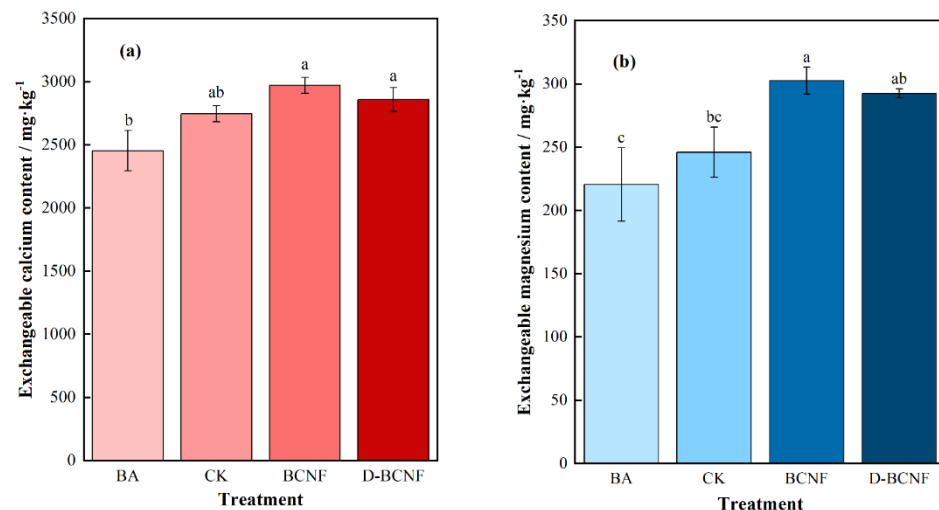 Exchangeable calcium content / mg·kg⁻¹
3500
3000
2500
2000
1500
1000
500
0
(a)
b
ab
a
a
BA
CK
BCNF
D-BCNF
Treatment
Exchangeable magnesium content / mg·kg⁻¹
350
300
250
200
150
100
50
0
(b)
c
bc
a
ab
BA
CK
BCNF
D-BCNF
Treatment